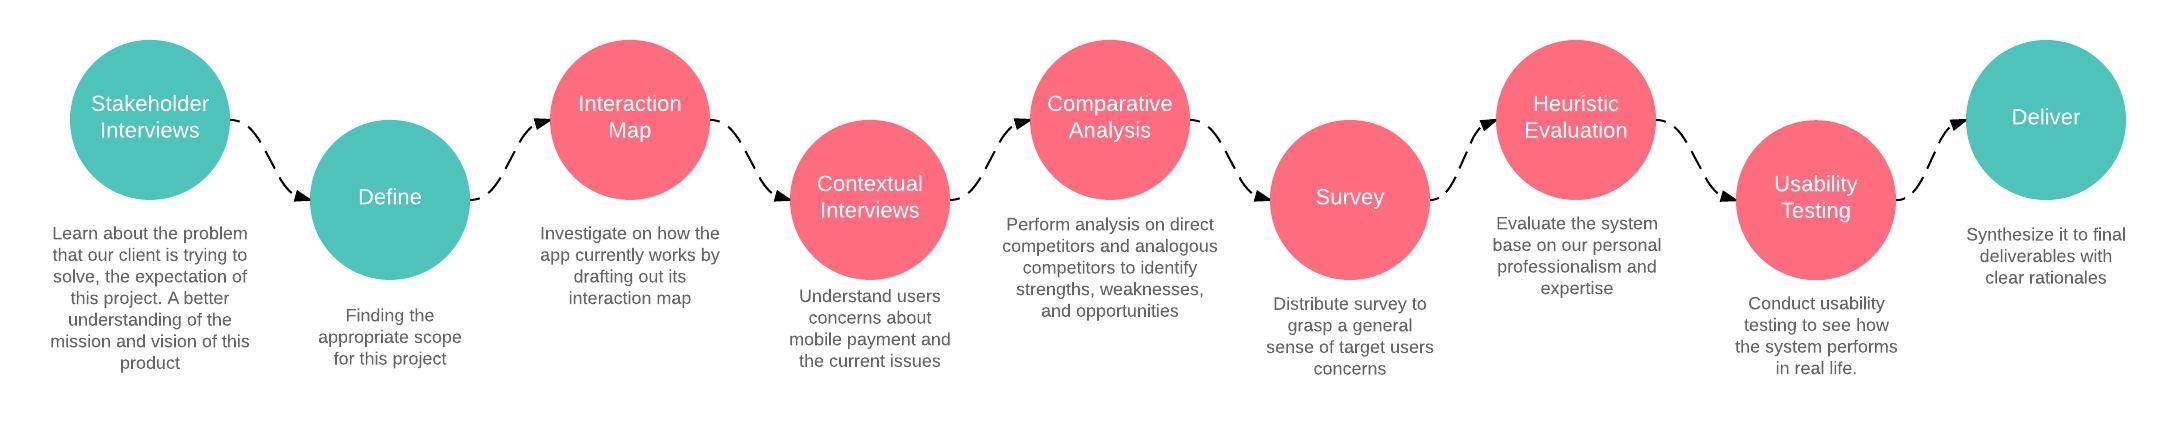 Stakeholder
Interviews
Learn about the problem
that our client is trying to
solve, the expectation of
this project. A better
understanding of the
mission and vision of this
product
Define
Finding the
appropriate scope
for this project
Interaction
Map
Investigate on how the
app currently works by
drafting out its
interaction map
Contextual
Interviews
Understand users
concerns about
mobile payment and
the current issues
Comparative
Analysis
Perform analysis on direct
competitors and analogous
competitors to identify
strengths, weaknesses,
and opportunities
Survey
Distribute survey to
grasp a general
sense of target users
concerns
Heuristic
Evaluation
Evaluate the system
base on our personal
professionalism and
expertise
Usability
Testing
Conduct usability
testing to see how
the system performs
in real life.
Deliver
Synthesize it to final
deliverables with
clear rationales